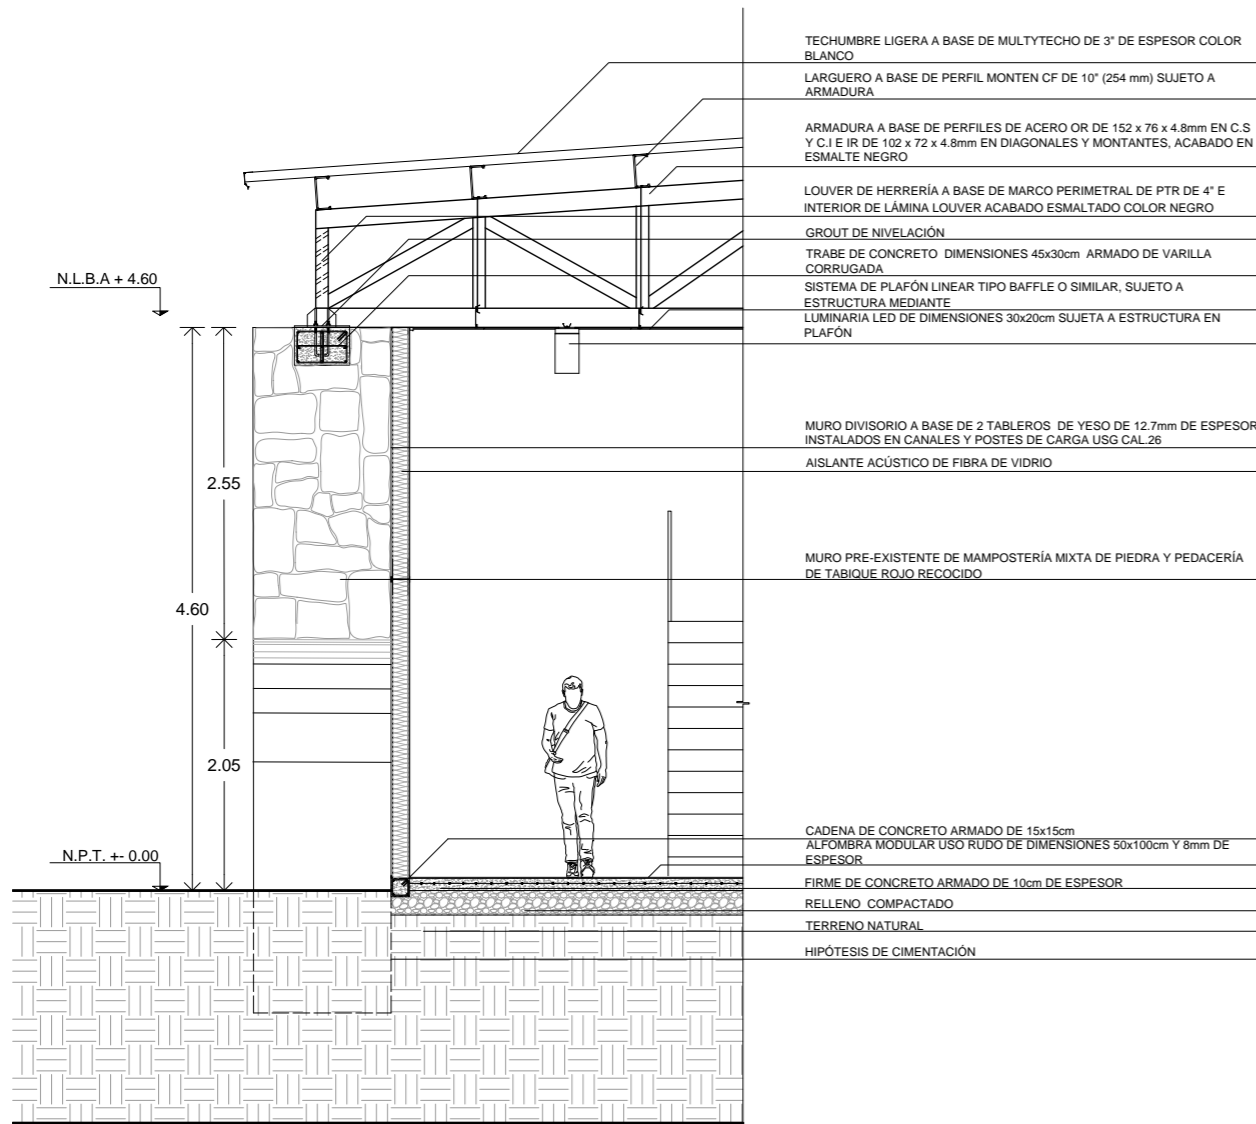 TECHUMBRE LIGERA A BASE DE MULTYTECHO DE 3" DE ESPESOR COLOR
BLANCO
LARGUERO A BASE DE PERFIL MONTEN CF DE 10" (254 mm) SUJETO A
ARMADURA
ARMADURA A BASE DE PERFILES DE ACERO OR DE 152 x 76 x 4.8mm EN C.S
Y C.I E IR DE 102 x 72 x 4.8mm EN DIAGONALES Y MONTANTES, ACABADO EN
ESMALTE NEGRO
LOUVER DE HERRERÍA A BASE DE MARCO PERIMETRAL DE PTR DE 4" E
INTERIOR DE LÁMINA LOUVER ACABADO ESMALTADO COLOR NEGRO
GROUT DE NIVELACIÓN
TRABE DE CONCRETO DIMENSIONES 45x30cm ARMADO DE VARILLA
CORRUGADA
N.L.B.A + 4.60
SISTEMA DE PLAFÓN LINEAR TIPO BAFFLE O SIMILAR, SUJETO A
ESTRUCTURA MEDIANTE
LUMINARIA LED DE DIMENSIONES 30x20cm SUJETA A ESTRUCTURA EN
PLAFÓN
MURO DIVISORIO A BASE DE 2 TABLEROS DE YESO DE 12.7mm DE ESPESOR
INSTALADOS EN CANALES Y POSTES DE CARGA USG CAL.26
AISLANTE ACÚSTICO DE FIBRA DE VIDRIO
2.55
MURO PRE-EXISTENTE DE MAMPOSTERÍA MIXTA DE PIEDRA Y PEDACERÍA
DE TABIQUE ROJO RECOCIDO
4.60
2.05
CADENA DE CONCRETO ARMADO DE 15x15cm
ALFOMBRA MODULAR USO RUDO DE DIMENSIONES 50x100cm Y 8mm DE
ESPESOR
N.P.T. +- 0.00
FIRME DE CONCRETO ARMADO DE 10cm DE ESPESOR
RELLENO COMPACTADO
TERRENO NATURAL
HIPÓTESIS DE CIMENTACIÓN